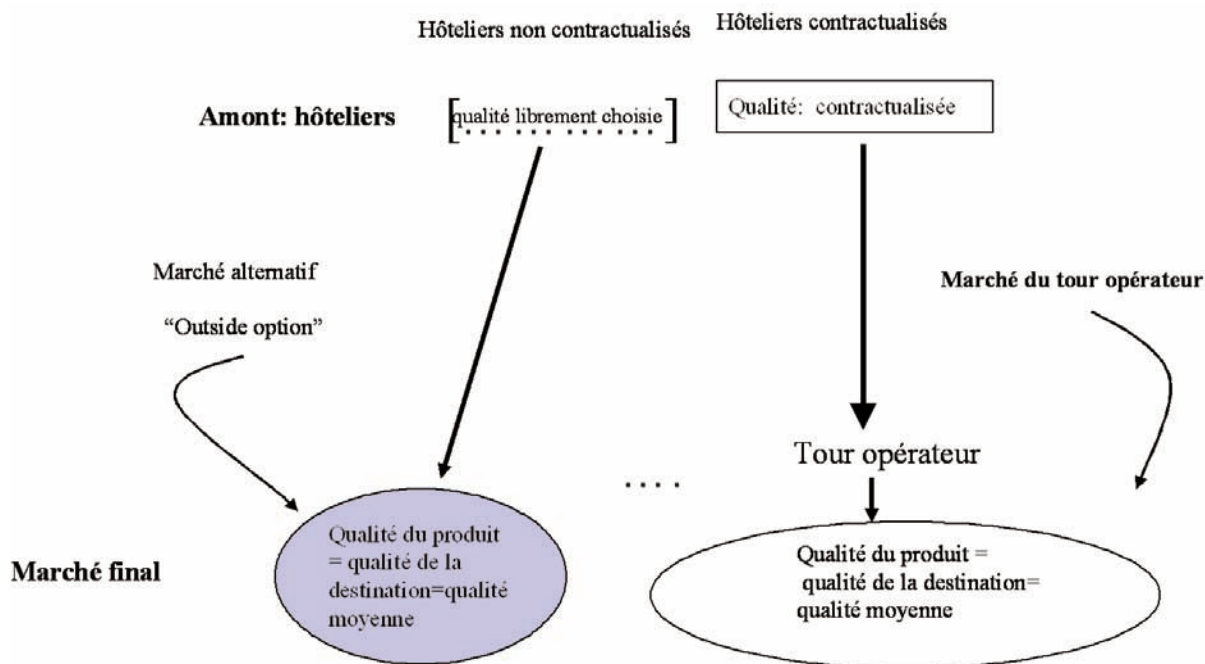 Hôteliers non contractualisés
Hôteliers contractualisés
Amont: hôteliers
[qualité librement choisie]
Qualité: contractualisée
Marché alternatif
“Outside option”
Marché du tour opérateur
Tour opérateur
....
Marché final
Qualité du produit
= qualité de la
destination=qualité
moyenne
Qualité du produit =
qualité de la destination=
qualité moyenne